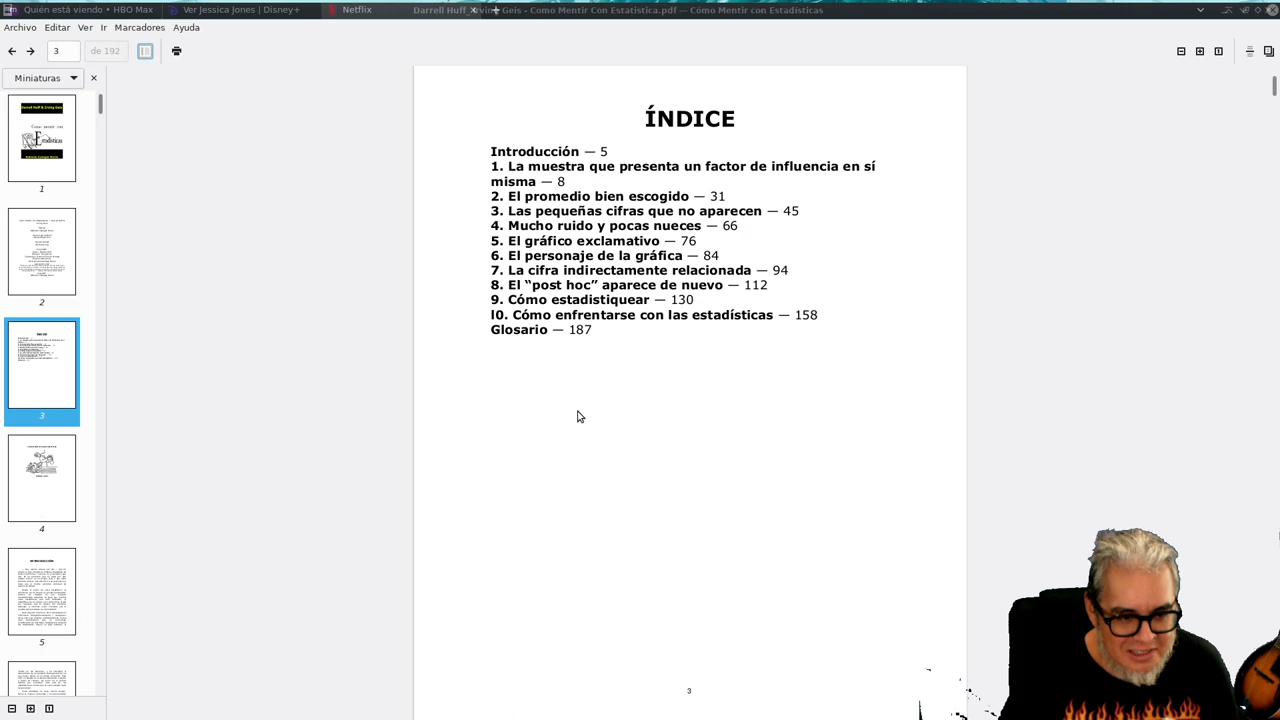 Quién está viendo • HBO Max
Ver Jessica Jones | Disney+
Netflix
Darrell Huff_Irving Geis - Como Mentir Con Estatistica.pdf — Cómo Mentir con Estadísticas
Archivo Editar Ver Ir Marcadores Ayuda
3 de 192
Miniaturas
1
2
3
4
5
ÍNDICE
Introducción — 5
1. La muestra que presenta un factor de influencia en sí
misma — 8
2. El promedio bien escogido — 31
3. Las pequeñas cifras que no aparecen — 45
4. Mucho ruido y pocas nueces — 66
5. El gráfico exclamativo — 76
6. El personaje de la gráfica — 84
7. La cifra indirectamente relacionada — 94
8. El “post hoc” aparece de nuevo — 112
9. Cómo estadistiquear — 130
l0. Cómo enfrentarse con las estadísticas — 158
Glosario — 187
3